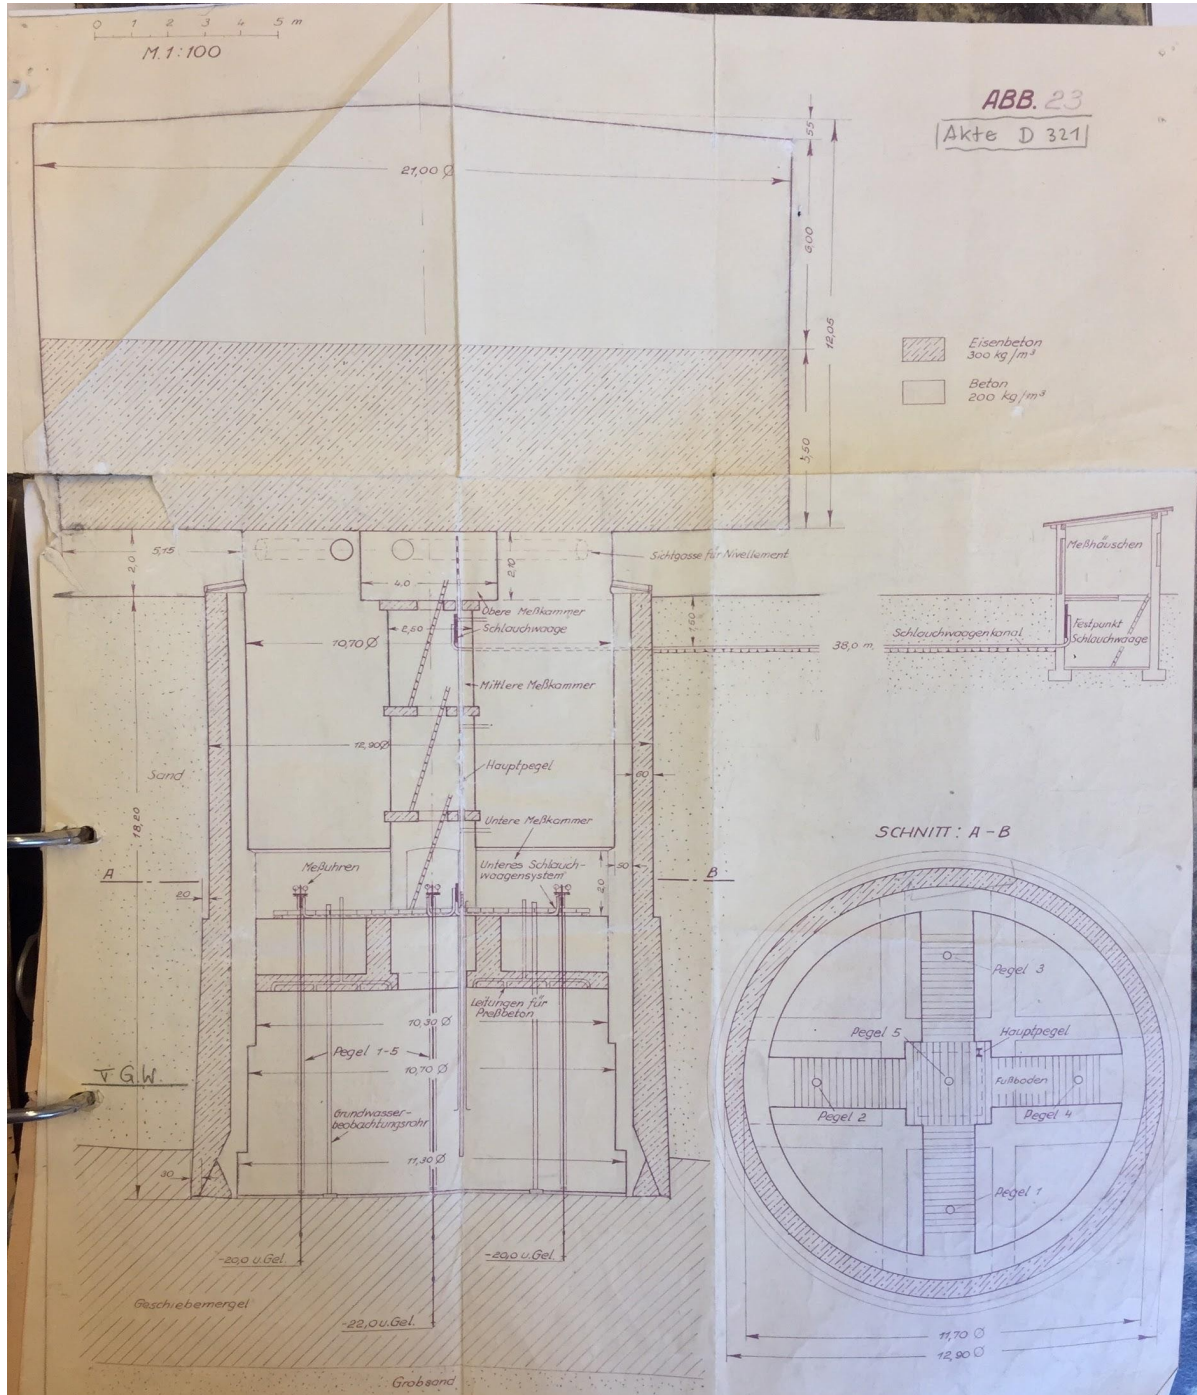 0 1 2 3 4 5 m
M. 1:100
ABB. 23
Akte D 321
55
21,00 Ø
6,00
12,05
Eisenbeton
300 kg/m³
Beton
200 kg/m³
5,50
2,0
5,15
4,0
2,10
Sichtgasse für Nivellement
Meßhäuschen
Obere Meßkammer
2,50
Schlauchwaage
1,60
10,70 Ø
Schlauchwaagenkanal
38,0 m.
Festpunkt
Schlauchwaage
Mittlere Meßkammer
12,90 Ø
Hauptpegel
Sand
60
18,20
Untere Meßkammer
SCHNITT: A-B
Meßuhren
Unteres Schlauch-
waagensystem
2,0
50
A
B
20
Leitungen für
Preßbeton
10,30 Ø
Pegel 1-5
10,70 Ø
G.W.
Grundwasser-
beobachtungsrohr
11,30 Ø
30
Pegel 3
Pegel 5
Hauptpegel
Fußboden
Pegel 2
Pegel 4
Pegel 1
-20,0 u.Gel.
-20,0 u.Gel.
Geschiebemergel
-22,0 u.Gel.
11,70 Ø
12,90 Ø
Grobsand